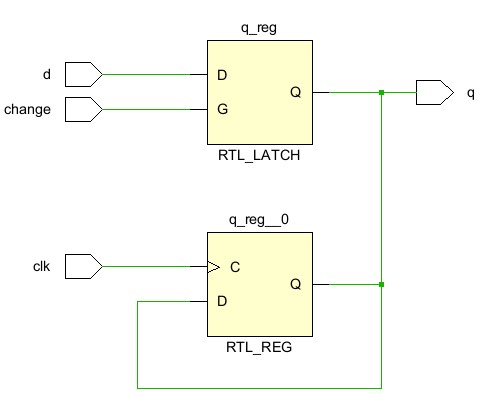 q_reg
d
D
Q
q
change
G
RTL_LATCH
q_reg__0
clk
C
Q
D
RTL_REG